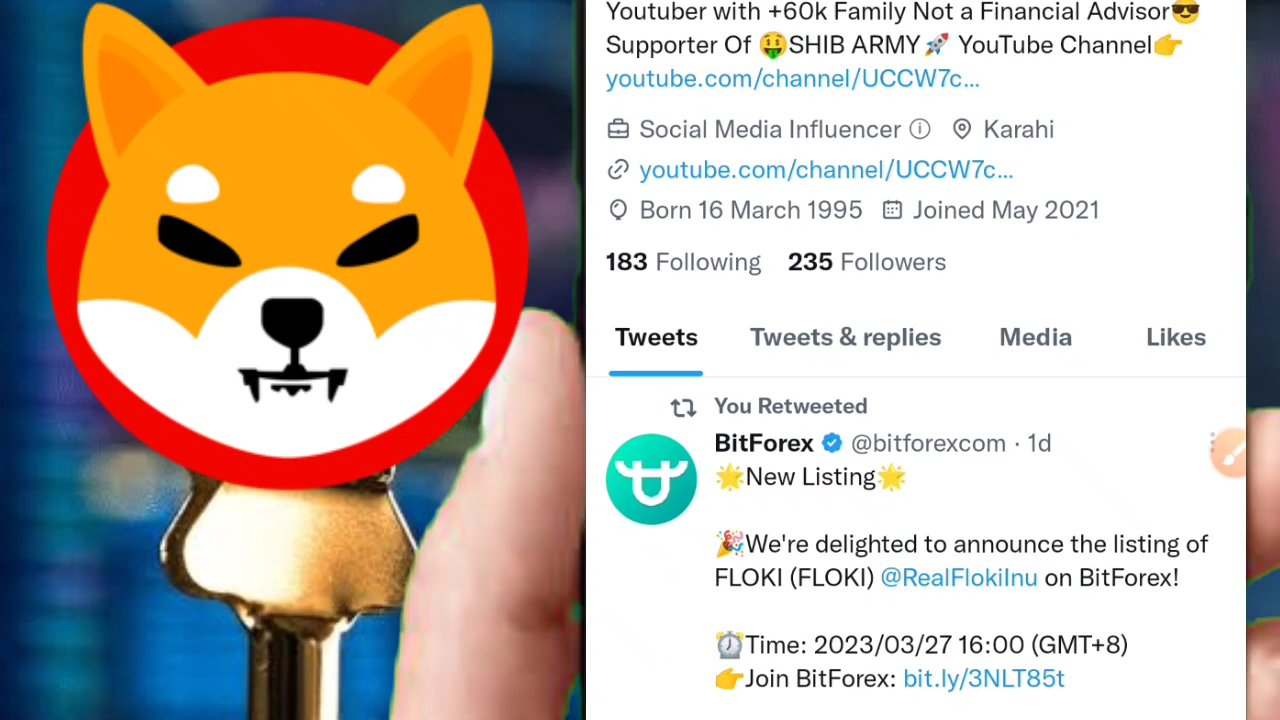 Youtuber with +60k Family Not a Financial Advisor😎
Supporter Of 🤑SHIB ARMY🚀 YouTube Channel👉
youtube.com/channel/UCCW7c...
Social Media Influencer Karahi
youtube.com/channel/UCCW7c...
Born 16 March 1995 Joined May 2021
183 Following 235 Followers
Tweets Tweets & replies Media Likes
You Retweeted
BitForex @bitforexcom · 1d
🌟New Listing🌟
🎉We're delighted to announce the listing of
FLOKI (FLOKI) @RealFlokiInu on BitForex!
⏰Time: 2023/03/27 16:00 (GMT+8)
👉Join BitForex: bit.ly/3NLT85t